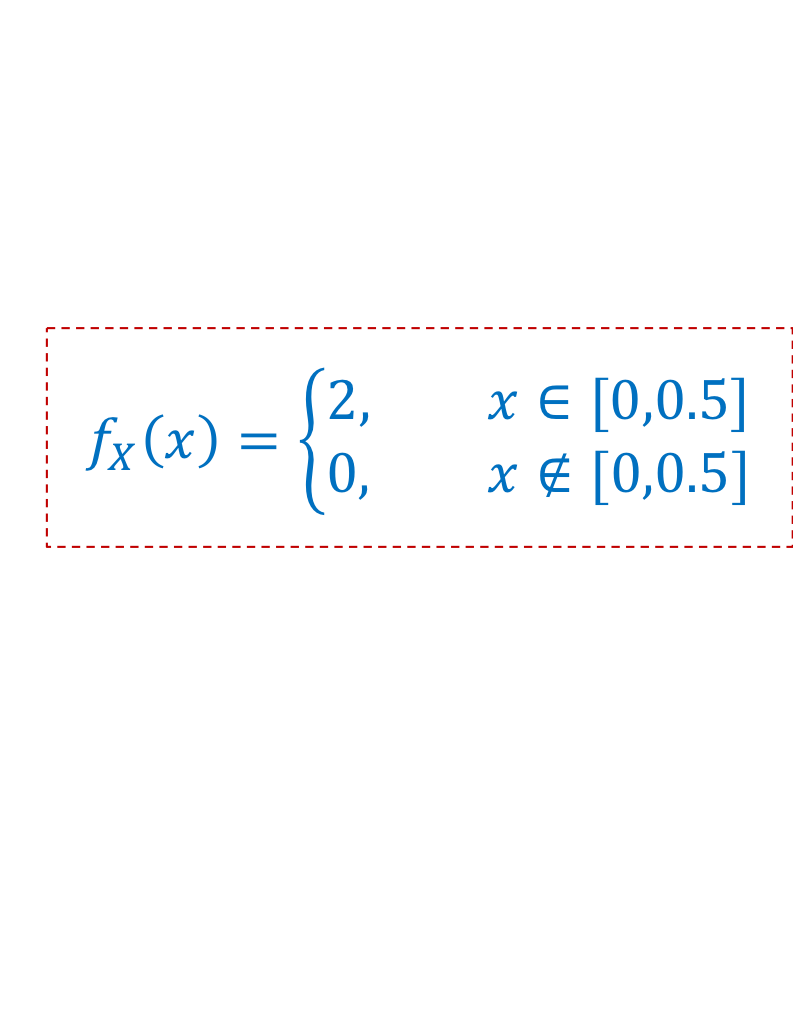 f_X(x) = { 2, x ∈ [0,0.5]
0, x ∉ [0,0.5]